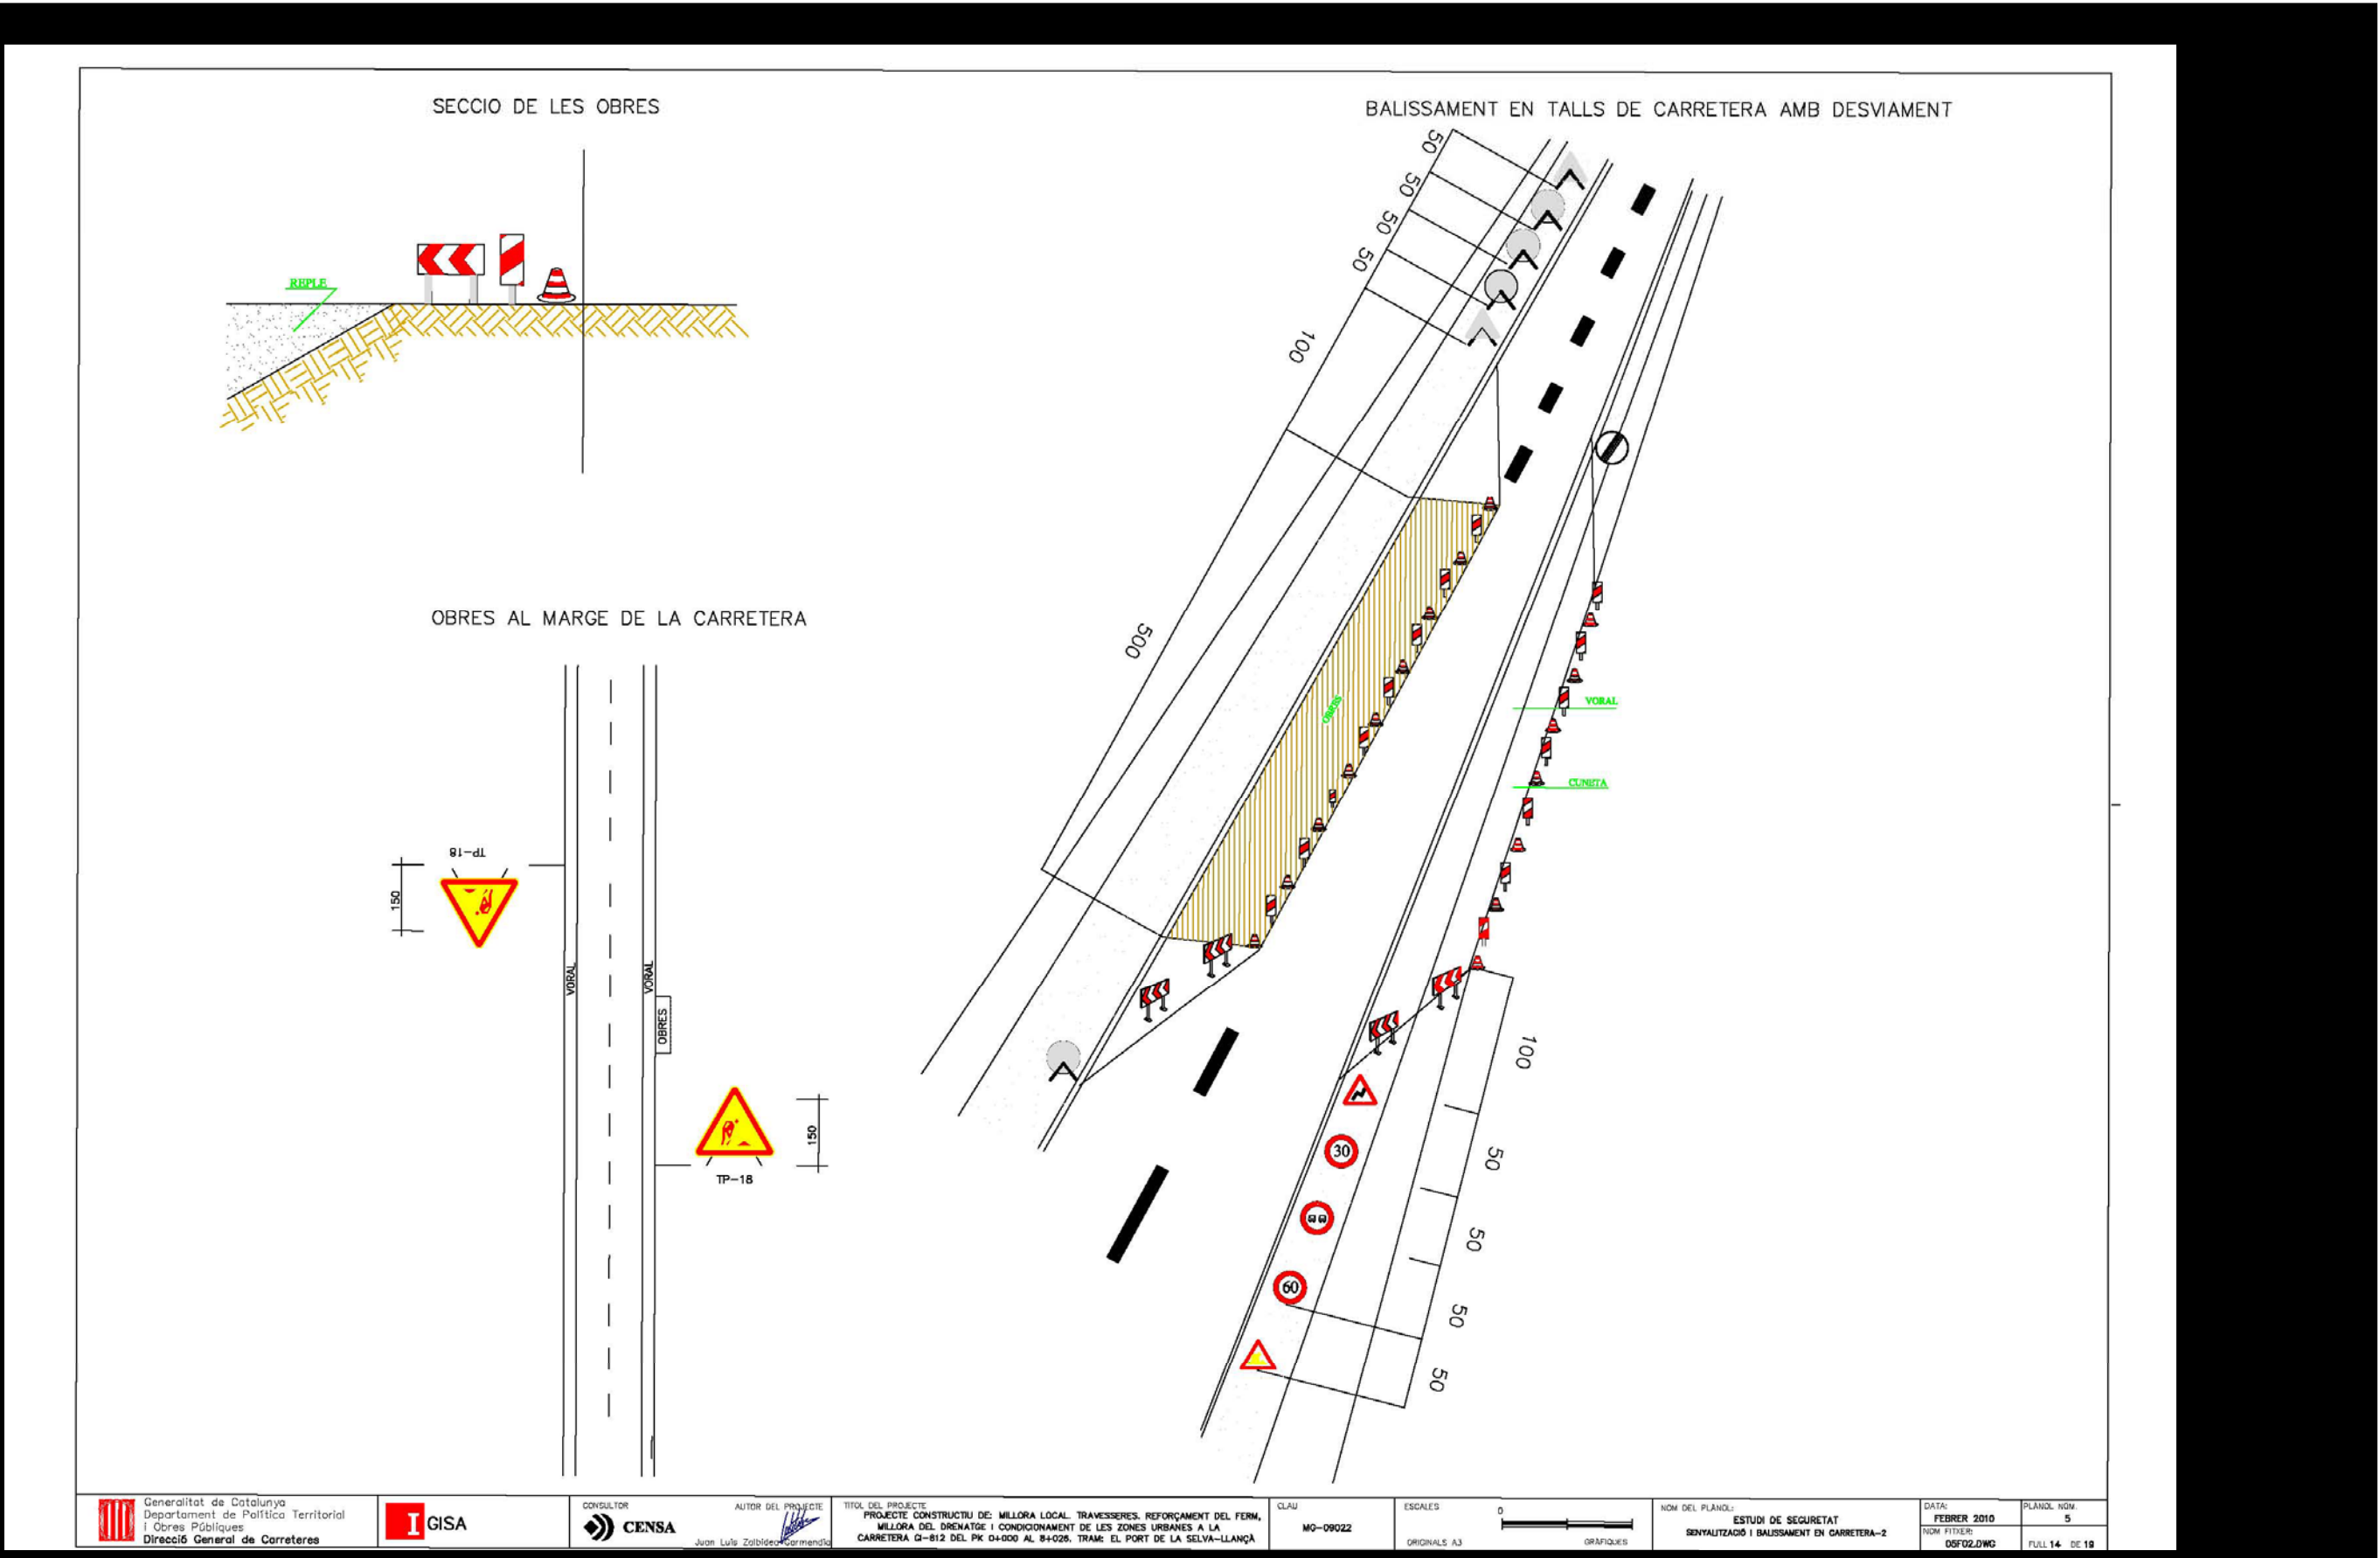 SECCIO DE LES OBRES
BALISSAMENT EN TALLS DE CARRETERA AMB DESVIAMENT
REPLE
50
50
50
50
100
500
OBRES
VORAL
CUNETA
100
50
50
50
50
30
60
OBRES AL MARGE DE LA CARRETERA
TP-18
150
VORAL
VORAL
OBRES
150
TP-18
Generalitat de Catalunya
Departament de Política Territorial
i Obres Públiques
Direcció General de Carreteres
GISA
CONSULTOR
CENSA
AUTOR DEL PROJECTE
Juan Luis Zalbidea Garmendia
TITOL DEL PROJECTE
PROJECTE CONSTRUCTIU DE: MILLORA LOCAL. TRAVESSERES. REFORÇAMENT DEL FERM,
MILLORA DEL DRENATGE I CONDICIONAMENT DE LES ZONES URBANES A LA
CARRETERA GI-612 DEL PK 0+000 AL 8+026. TRAM: EL PORT DE LA SELVA-LLANÇÀ
CLAU
MG-09022
ESCALES
ORIGINALS A3
0
GRÀFIQUES
NOM DEL PLÀNOL:
ESTUDI DE SEGURETAT
SENYALITZACIÓ I BALISSAMENT EN CARRETERA-2
DATA:
FEBRER 2010
NOM FITXER:
05F02.DWG
PLÀNOL NÚM.
5
FULL 14 DE 19